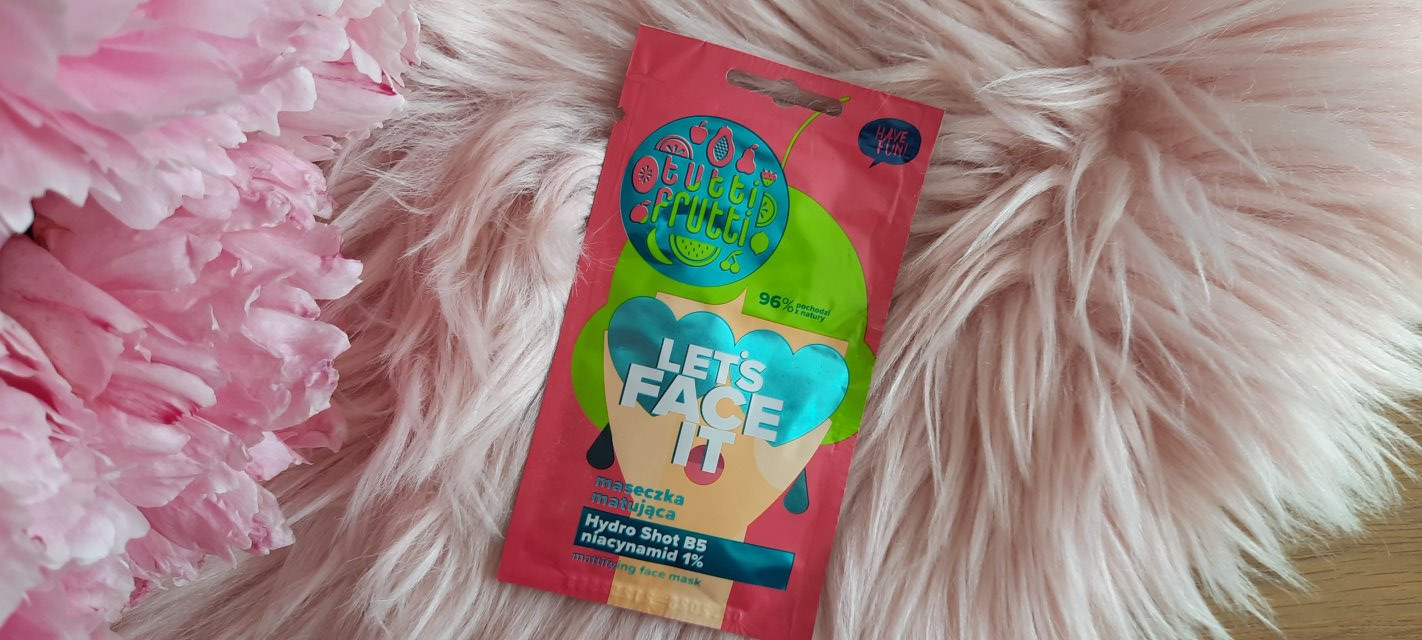 HAVE
FUN!
tutti
frutti
96% pochodzi
z natury
LET'S
FACE
IT
maseczka
matująca
Hydro Shot B5
niacynamid 1%
mattifying face mask